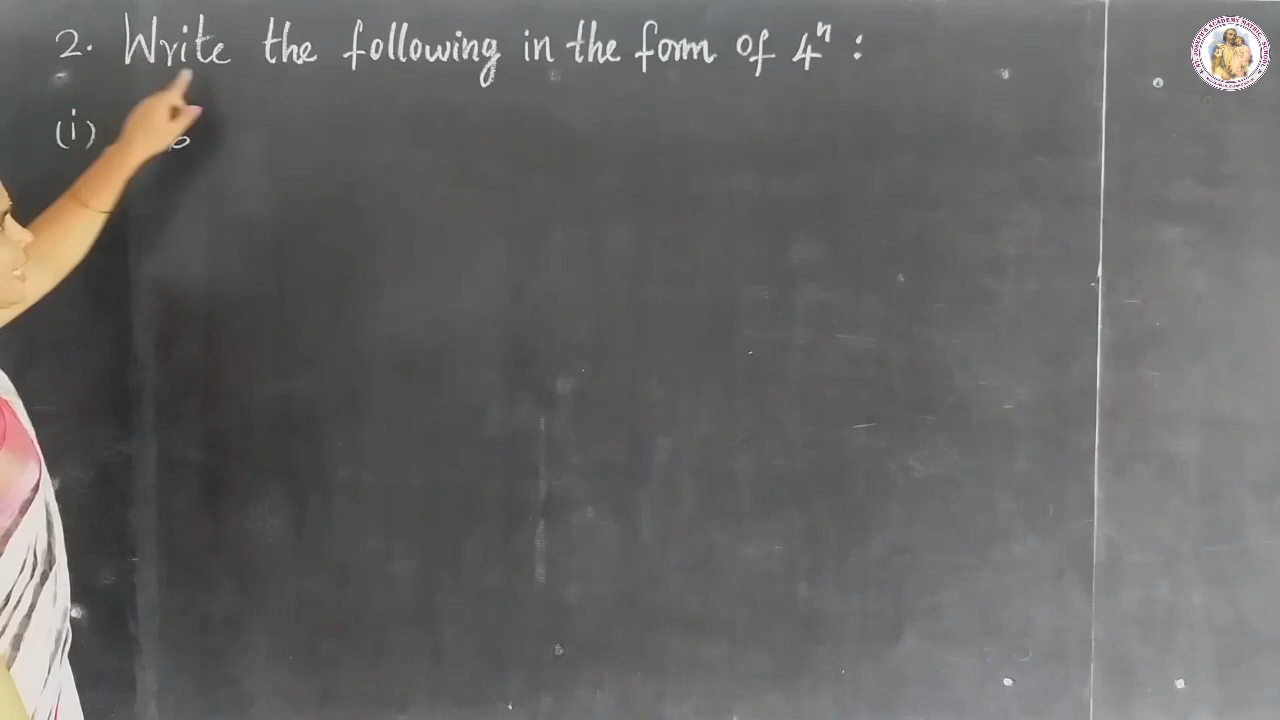 2. Write the following in the form of 4ⁿ :
(i)